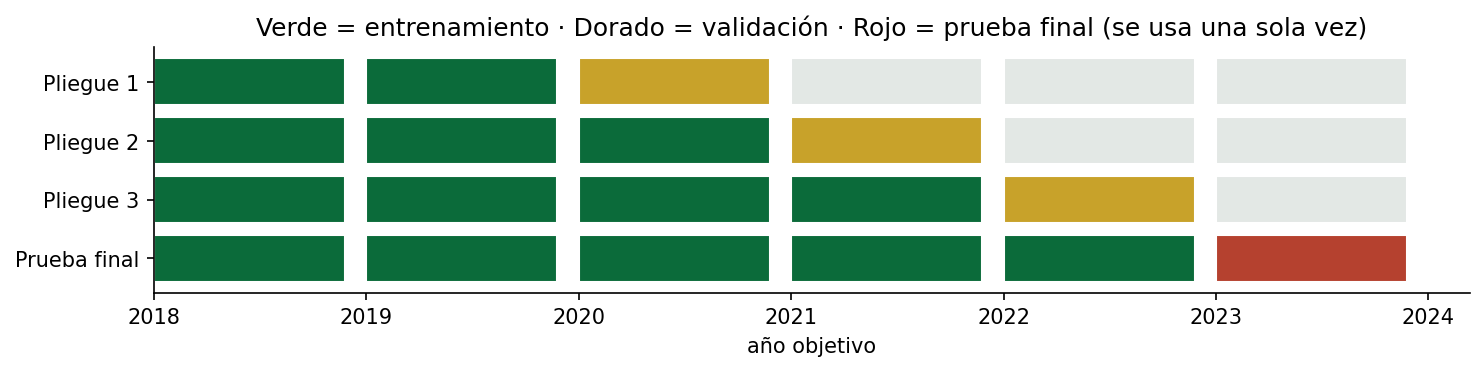 Verde = entrenamiento · Dorado = validación · Rojo = prueba final (se usa una sola vez)
Pliegue 1
Pliegue 2
Pliegue 3
Prueba final
2018 2019 2020 2021 2022 2023 2024
año objetivo